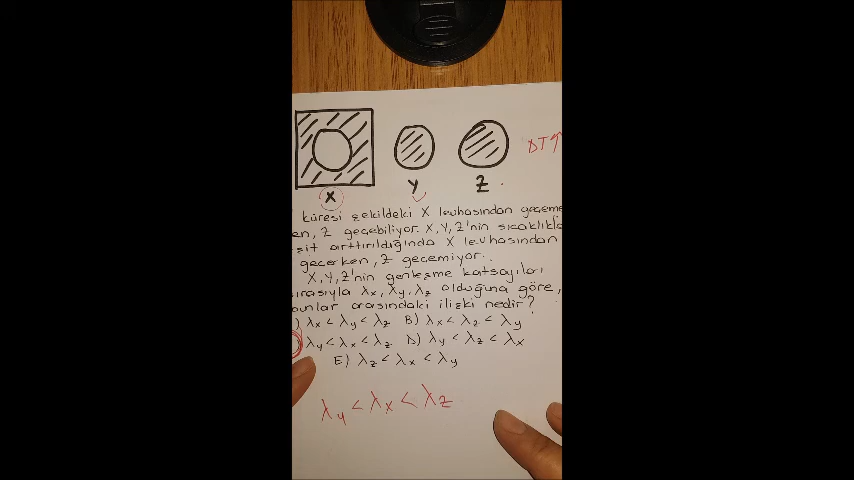 X
Y
Z
ΔT↑
küresi şekildeki X levhasından geçeme
en, Z geçebiliyor. X, Y, Z'nin sıcaklıkla
şit arttırıldığında X levhasından
geçerken, Z geçemiyor.
X, Y, Z'nin genleşme katsayıları
ırasıyla λx, λy, λz olduğuna göre,
bunlar arasındaki ilişki nedir?
) λx < λy < λz B) λx < λz < λy
λy < λx < λz D) λy < λz < λx
E) λz < λx < λy
λy < λx < λz